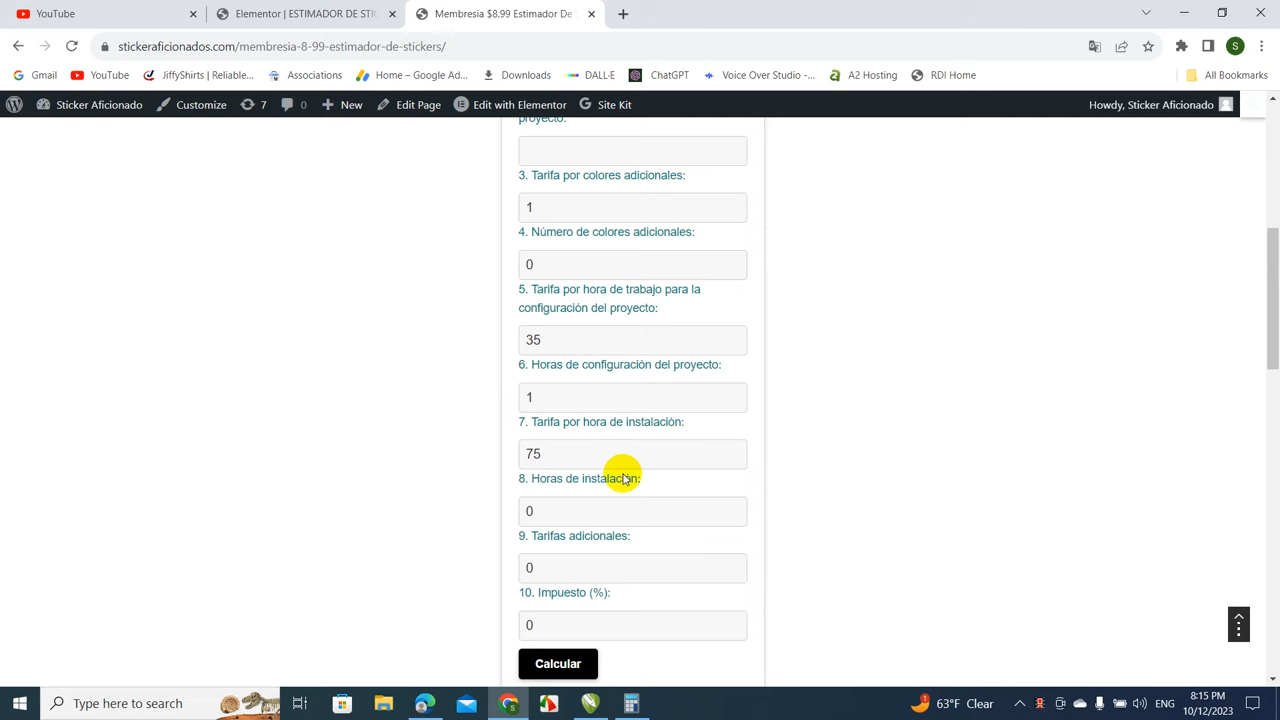 YouTube
Elementor | ESTIMADOR DE STIC
Membresia $8.99 Estimador De S
stickeraficionados.com/membresia-8-99-estimador-de-stickers/
S
Gmail
YouTube
JiffyShirts | Reliable...
Associations
Home – Google Ad...
Downloads
DALL-E
ChatGPT
Voice Over Studio -...
A2 Hosting
RDI Home
All Bookmarks
Sticker Aficionado
Customize
7
0
New
Edit Page
Edit with Elementor
Site Kit
Howdy, Sticker Aficionado
proyecto:
3. Tarifa por colores adicionales:
1
4. Número de colores adicionales:
0
5. Tarifa por hora de trabajo para la
configuración del proyecto:
35
6. Horas de configuración del proyecto:
1
7. Tarifa por hora de instalación:
75
8. Horas de instalación:
0
9. Tarifas adicionales:
0
10. Impuesto (%):
0
Calcular
Type here to search
1
63°F Clear
ENG
8:15 PM
10/12/2023